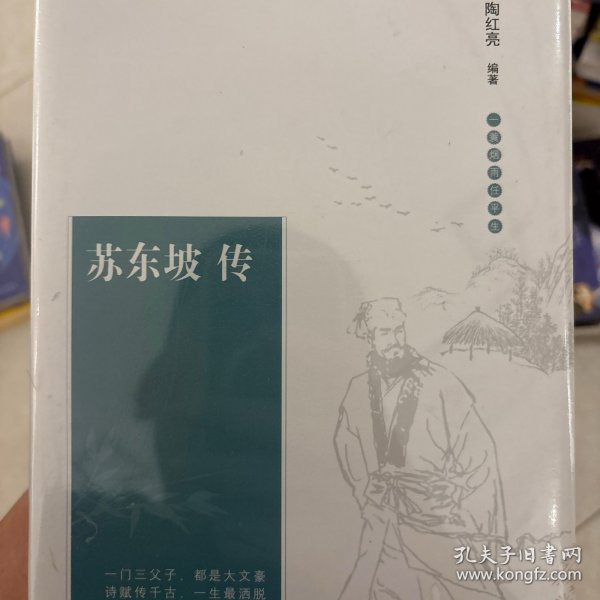 陶红亮 编著
一蓑烟雨任平生
苏东坡 传
一门三父子，都是大文豪
诗赋传千古，一生最洒脱
孔夫子旧书网
www.kongfz.com